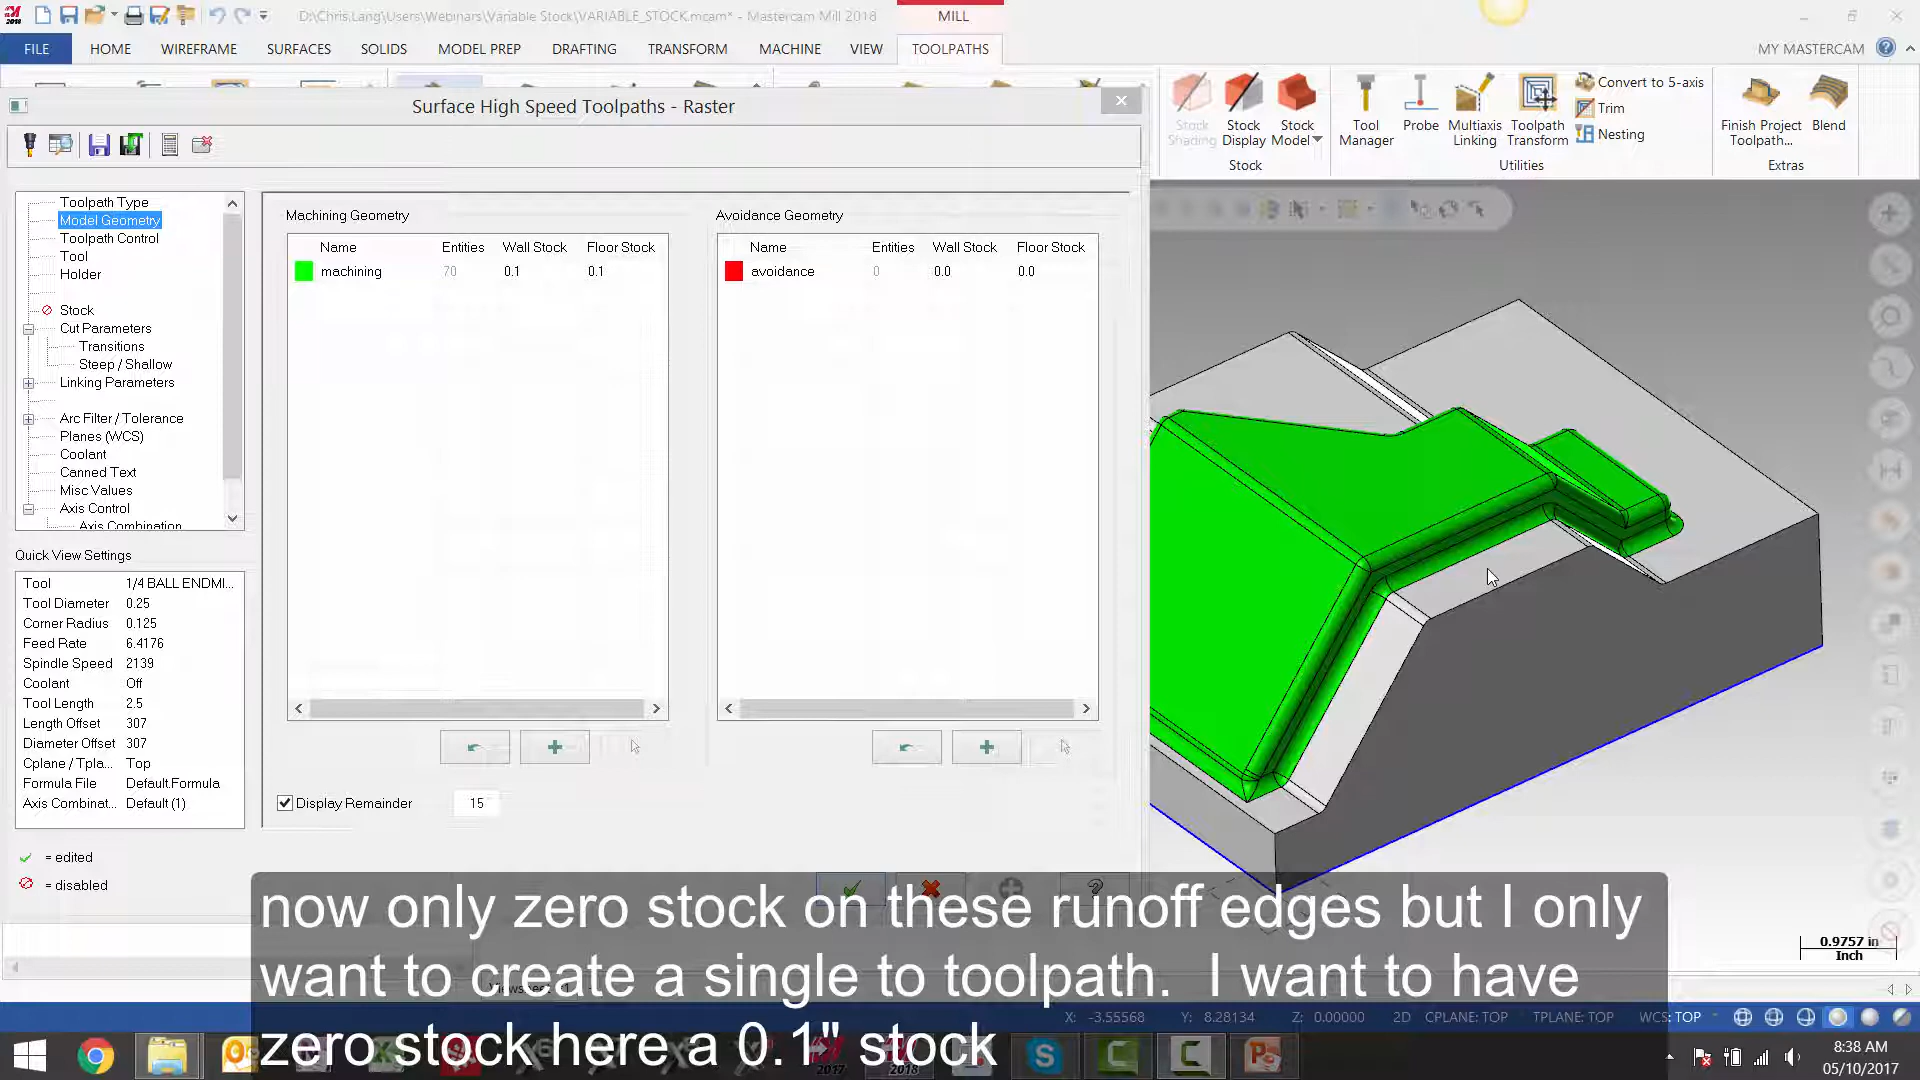 D:\Chris.Lang\Users\Webinars\Variable Stock\VARIABLE_STOCK.mcam* - Mastercam Mill 2018
MILL
FILE HOME WIREFRAME SURFACES SOLIDS MODEL PREP DRAFTING TRANSFORM MACHINE VIEW TOOLPATHS MY MASTERCAM
Surface High Speed Toolpaths - Raster
Stock Shading
Stock Display
Stock Model
Stock
Tool Manager
Probe
Multiaxis Linking
Toolpath Transform
Convert to 5-axis
Trim
Nesting
Utilities
Finish Project Toolpath...
Blend
Extras
Toolpath Type
Model Geometry
Toolpath Control
Tool
Holder
Stock
Cut Parameters
Transitions
Steep / Shallow
Linking Parameters
Arc Filter / Tolerance
Planes (WCS)
Coolant
Canned Text
Misc Values
Axis Control
Axis Combination
Machining Geometry
Name Entities Wall Stock Floor Stock
machining 70 0.1 0.1
Avoidance Geometry
Name Entities Wall Stock Floor Stock
avoidance 0 0.0 0.0
Display Remainder 15
Quick View Settings
Tool 1/4 BALL ENDMI...
Tool Diameter 0.25
Corner Radius 0.125
Feed Rate 6.4176
Spindle Speed 2139
Coolant Off
Tool Length 2.5
Length Offset 307
Diameter Offset 307
Cplane / Tpla... Top
Formula File Default.Formula
Axis Combinat... Default (1)
= edited
= disabled
now only zero stock on these runoff edges but I only
want to create a single to toolpath. I want to have
zero stock here a 0.1" stock
0.9757 in
Inch
X: -3.55568 Y: 8.28134 Z: 0.00000 2D CPLANE: TOP TPLANE: TOP WCS: TOP
2017
2018
8:38 AM
05/10/2017